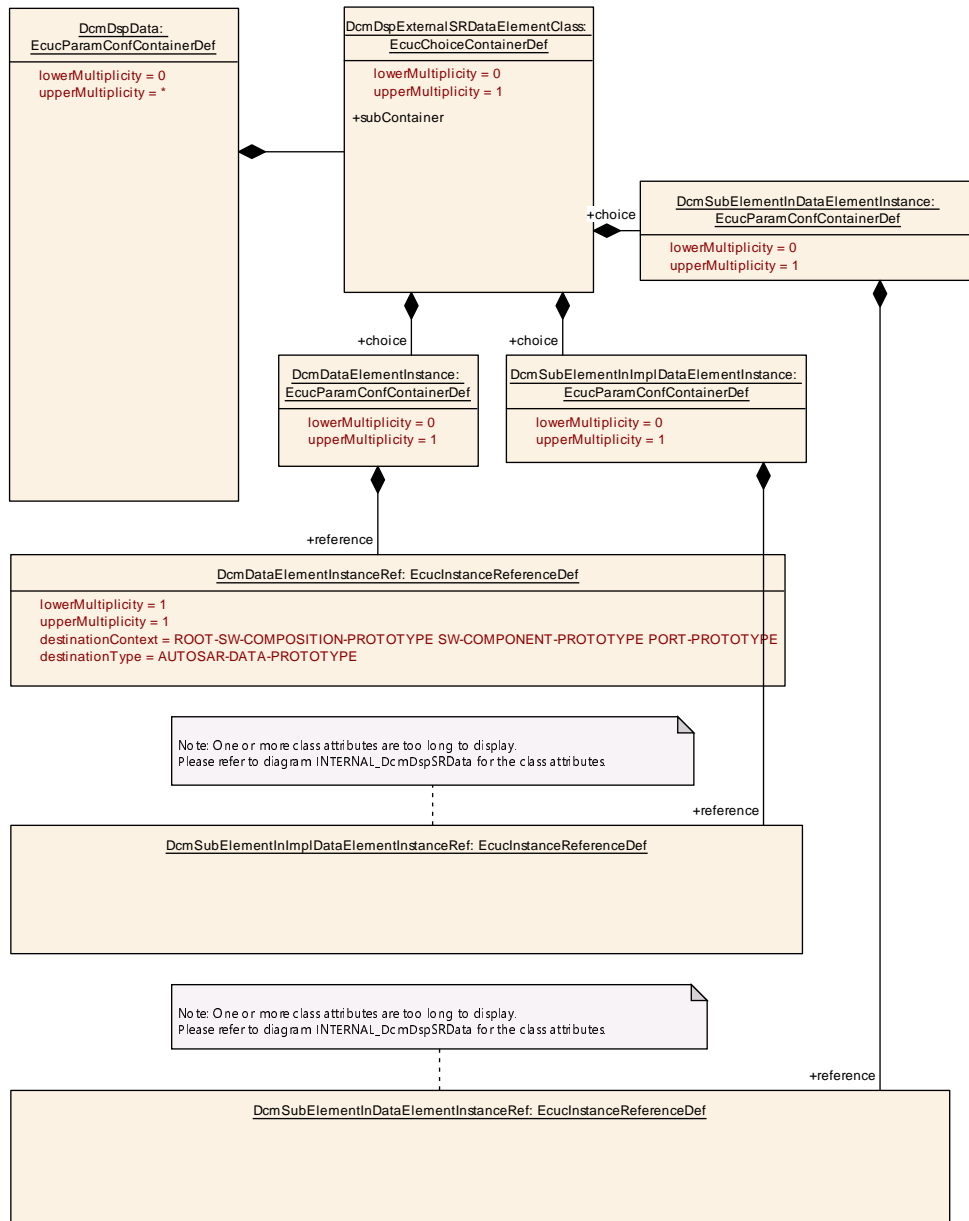 DcmDspData:
EcucParamConfContainerDef
lowerMultiplicity = 0
upperMultiplicity = *
DcmDspExternalSRDataElementClass:
EcucChoiceContainerDef
lowerMultiplicity = 0
upperMultiplicity = 1
+subContainer
+choice
DcmSubElementInDataElementInstance:
EcucParamConfContainerDef
lowerMultiplicity = 0
upperMultiplicity = 1
+choice
+choice
DcmDataElementInstance:
EcucParamConfContainerDef
lowerMultiplicity = 0
upperMultiplicity = 1
DcmSubElementInImplDataElementInstance:
EcucParamConfContainerDef
lowerMultiplicity = 0
upperMultiplicity = 1
+reference
DcmDataElementInstanceRef: EcucInstanceReferenceDef
lowerMultiplicity = 1
upperMultiplicity = 1
destinationContext = ROOT-SW-COMPOSITION-PROTOTYPE SW-COMPONENT-PROTOTYPE PORT-PROTOTYPE
destinationType = AUTOSAR-DATA-PROTOTYPE
Note: One or more class attributes are too long to display.
Please refer to diagram INTERNAL_DcmDspSRData for the class attributes.
+reference
DcmSubElementInImplDataElementInstanceRef: EcucInstanceReferenceDef
Note: One or more class attributes are too long to display.
Please refer to diagram INTERNAL_DcmDspSRData for the class attributes.
+reference
DcmSubElementInDataElementInstanceRef: EcucInstanceReferenceDef